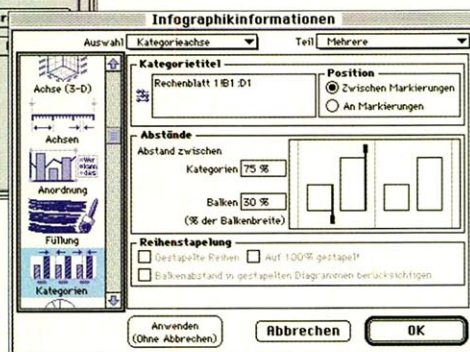 Infographikinformationen
Auswahl Kategorieachse Teil Mehrere
Achse (3-D)
Achsen
Anordnung
Füllung
Kategorien
Kategorietitel
Rechenblatt 1!B1 :D1
Position
Zwischen Markierungen
An Markierungen
Abstände
Abstand zwischen
Kategorien 75 %
Balken 30 %
(% der Balkenbreite)
Reihenstapelung
Gestapelte Reihen Auf 100% gestapelt
Balkenabstand in gestapelten Diagrammen berücksichtigen
Anwenden
(Ohne Abbrechen)
Abbrechen
OK